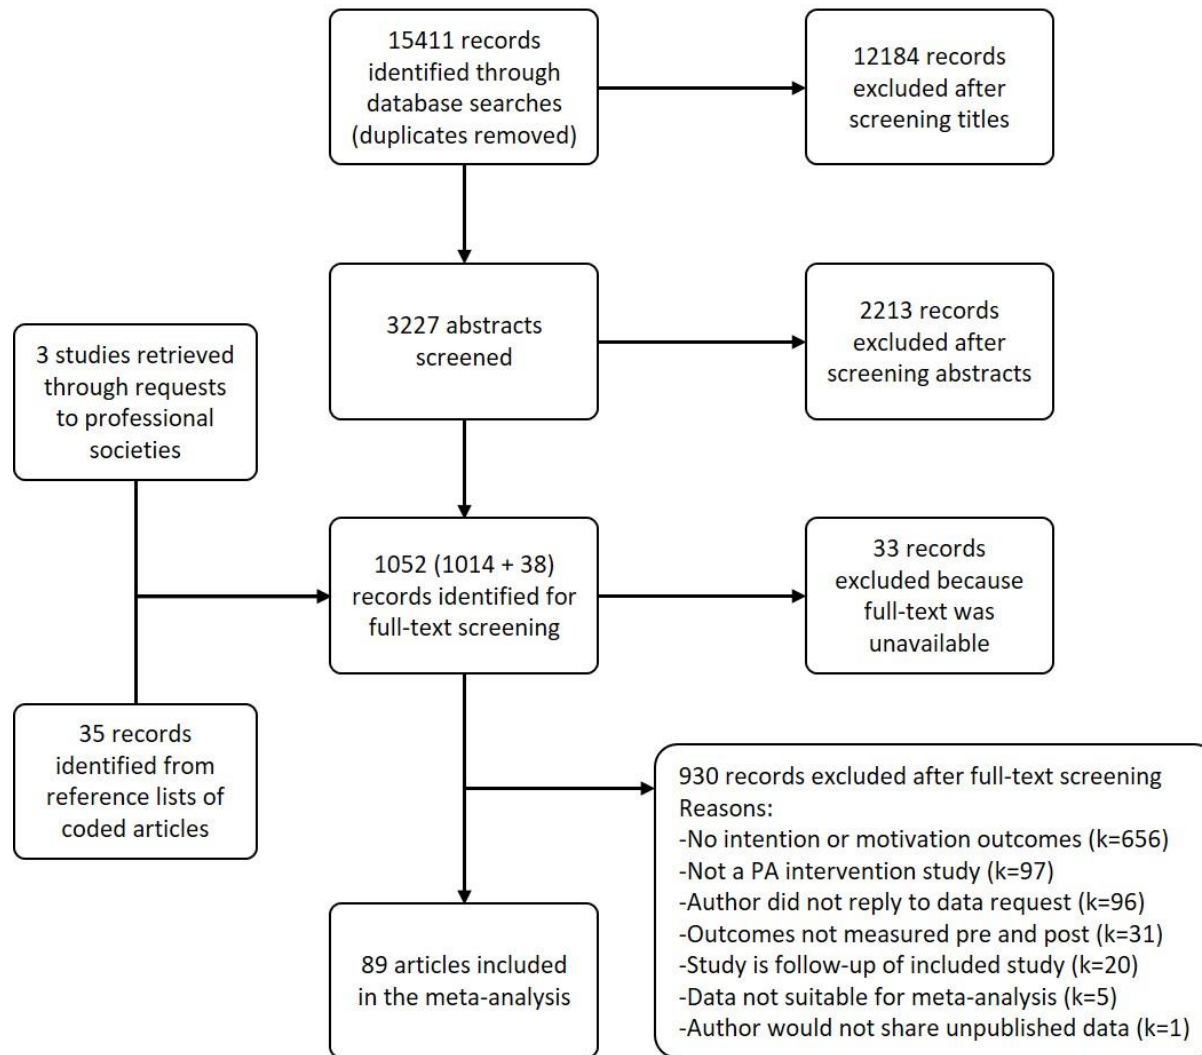 15411 records
identified through
database searches
(duplicates removed)
12184 records
excluded after
screening titles
3227 abstracts
screened
2213 records
excluded after
screening abstracts
3 studies retrieved
through requests
to professional
societies
1052 (1014 + 38)
records identified for
full-text screening
33 records
excluded because
full-text was
unavailable
35 records
identified from
reference lists of
coded articles
930 records excluded after full-text screening
Reasons:
-No intention or motivation outcomes (k=656)
-Not a PA intervention study (k=97)
-Author did not reply to data request (k=96)
-Outcomes not measured pre and post (k=31)
-Study is follow-up of included study (k=20)
-Data not suitable for meta-analysis (k=5)
-Author would not share unpublished data (k=1)
89 articles included
in the meta-analysis